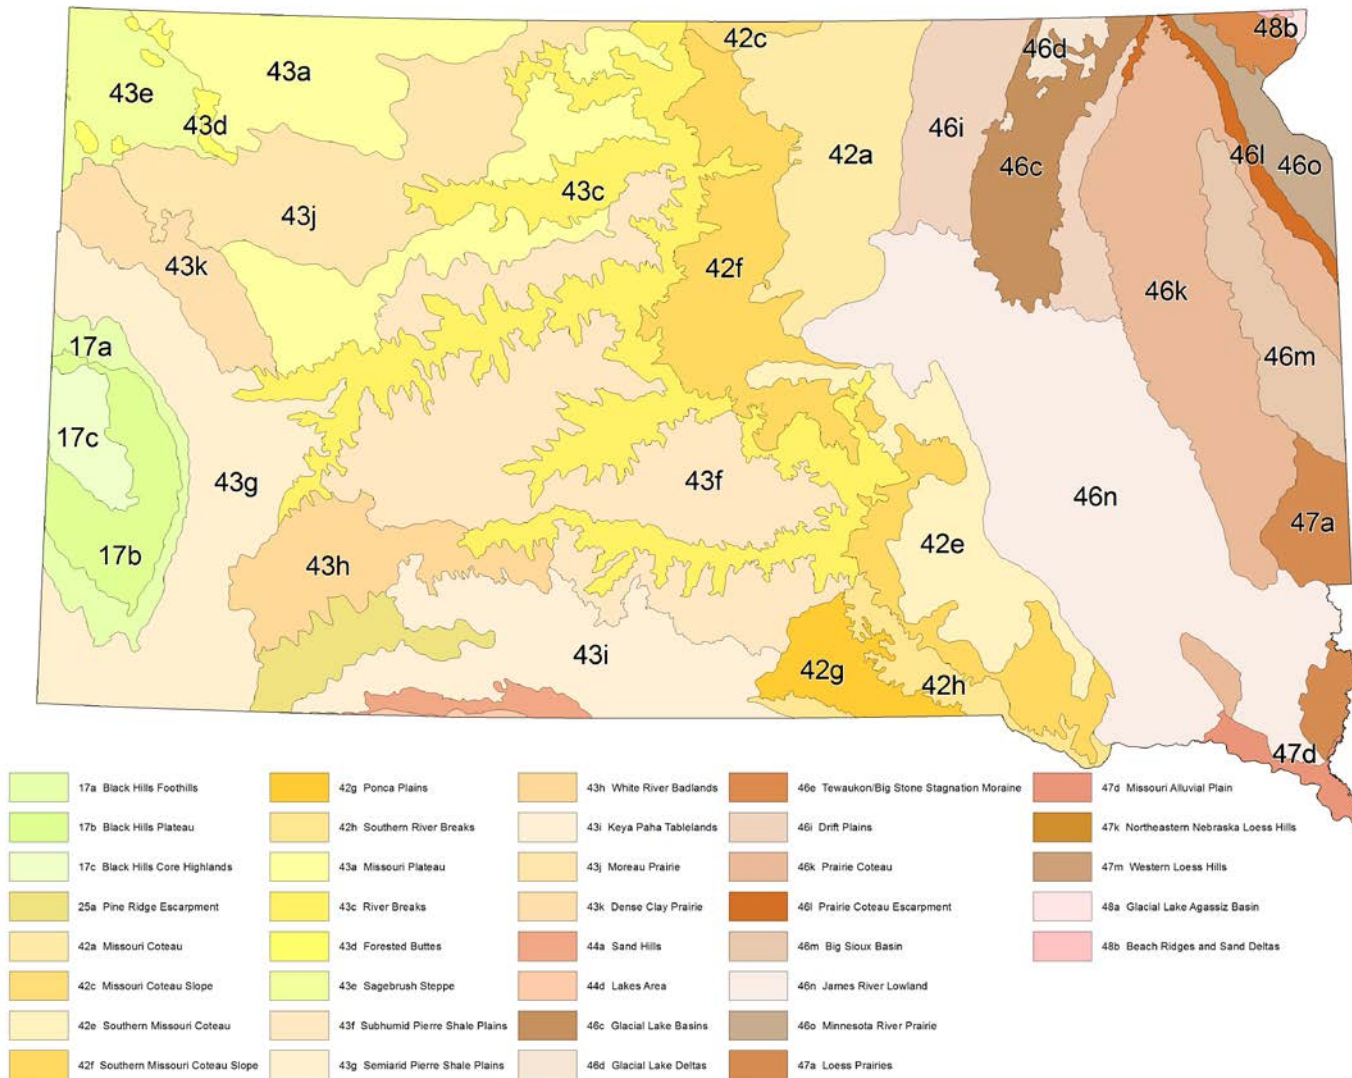 42c
46d
48b
43a
43e
43d
46i
42a
46c
46l
46o
43c
43j
43k
42f
46k
17a
46m
17c
43g
43f
46n
47a
17b
43h
42e
43i
42g
42h
47d
17a Black Hills Foothills
17b Black Hills Plateau
17c Black Hills Core Highlands
25a Pine Ridge Escarpment
42a Missouri Coteau
42c Missouri Coteau Slope
42e Southern Missouri Coteau
42f Southern Missouri Coteau Slope
42g Ponca Plains
42h Southern River Breaks
43a Missouri Plateau
43c River Breaks
43d Forested Buttes
43e Sagebrush Steppe
43f Subhumid Pierre Shale Plains
43g Semiarid Pierre Shale Plains
43h White River Badlands
43i Keya Paha Tablelands
43j Moreau Prairie
43k Dense Clay Prairie
44a Sand Hills
44d Lakes Area
46c Glacial Lake Basins
46d Glacial Lake Deltas
46e Tewaukon/Big Stone Stagnation Moraine
46i Drift Plains
46k Prairie Coteau
46l Prairie Coteau Escarpment
46m Big Sioux Basin
46n James River Lowland
46o Minnesota River Prairie
47a Loess Prairies
47d Missouri Alluvial Plain
47k Northeastern Nebraska Loess Hills
47m Western Loess Hills
48a Glacial Lake Agassiz Basin
48b Beach Ridges and Sand Deltas